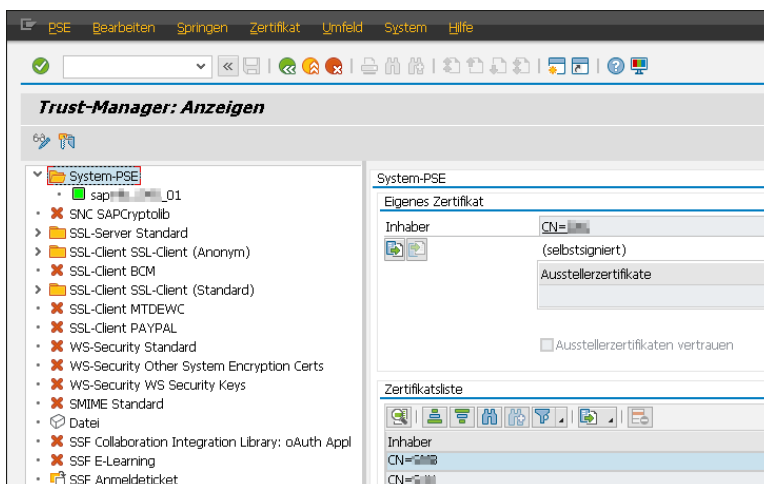 PSE Bearbeiten Springen Zertifikat Umfeld System Hilfe
Trust-Manager: Anzeigen
System-PSE
sap _01
SNC SAPCryptolib
SSL-Server Standard
SSL-Client SSL-Client (Anonym)
SSL-Client BCM
SSL-Client SSL-Client (Standard)
SSL-Client MTDEWC
SSL-Client PAYPAL
WS-Security Standard
WS-Security Other System Encryption Certs
WS-Security WS Security Keys
SMIME Standard
Datei
SSF Collaboration Integration Library: oAuth Appl
SSF E-Learning
SSF Anmeldeticket
System-PSE
Eigenes Zertifikat
Inhaber CN=
(selbstsigniert)
Ausstellerzertifikate
Ausstellerzertifikaten vertrauen
Zertifikatsliste
Inhaber
CN=
CN=